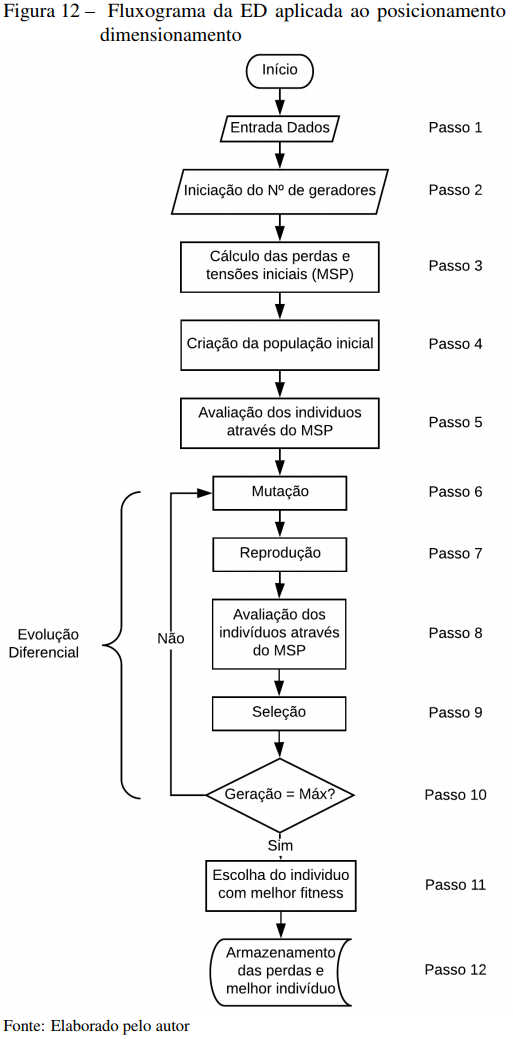 Figura 12 – Fluxograma da ED aplicada ao posicionamento
dimensionamento
Início
Entrada Dados
Passo 1
Iniciação do Nº de geradores
Passo 2
Cálculo das perdas e
tensões iniciais (MSP)
Passo 3
Criação da população inicial
Passo 4
Avaliação dos individuos
através do MSP
Passo 5
Mutação
Passo 6
Reprodução
Passo 7
Evolução
Diferencial
Não
Avaliação dos
indivíduos através
do MSP
Passo 8
Seleção
Passo 9
Geração = Máx?
Passo 10
Sim
Escolha do individuo
com melhor fitness
Passo 11
Armazenamento
das perdas e
melhor indivíduo
Passo 12
Fonte: Elaborado pelo autor